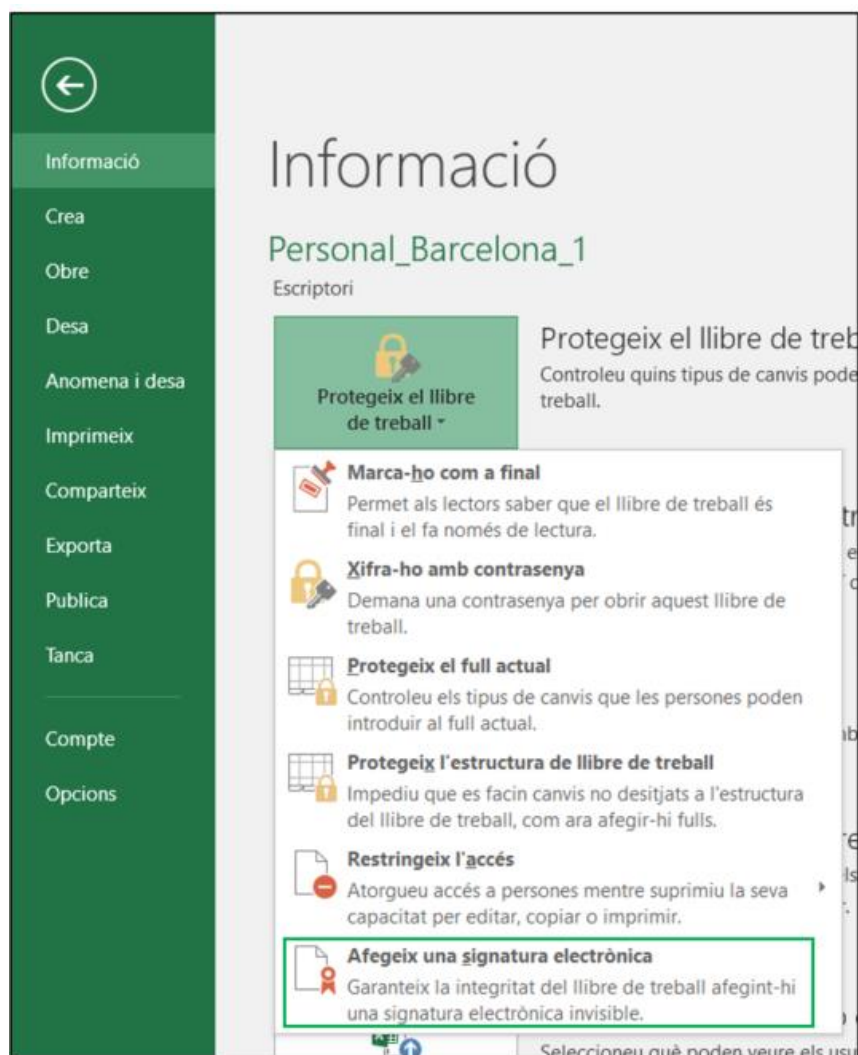 Informació
Crea
Obre
Desa
Anomena i desa
Imprimeix
Comparteix
Exporta
Publica
Tanca
Compte
Opcions
Informació
Personal_Barcelona_1
Escriptori
Protegeix el llibre
de treball
Protegeix el llibre de treb
Controleu quins tipus de canvis pode
treball.
Marca-ho com a final
Permet als lectors saber que el llibre de treball és
final i el fa només de lectura.
Xifra-ho amb contrasenya
Demana una contrasenya per obrir aquest llibre de
treball.
Protegeix el full actual
Controleu els tipus de canvis que les persones poden
introduir al full actual.
Protegeix l'estructura de llibre de treball
Impediu que es facin canvis no desitjats a l'estructura
del llibre de treball, com ara afegir-hi fulls.
Restringeix l'accés
Atorgueu accés a persones mentre suprimiu la seva
capacitat per editar, copiar o imprimir.
Afegeix una signatura electrònica
Garanteix la integritat del llibre de treball afegint-hi
una signatura electrònica invisible.
Seleccioneu què poden veure els usu